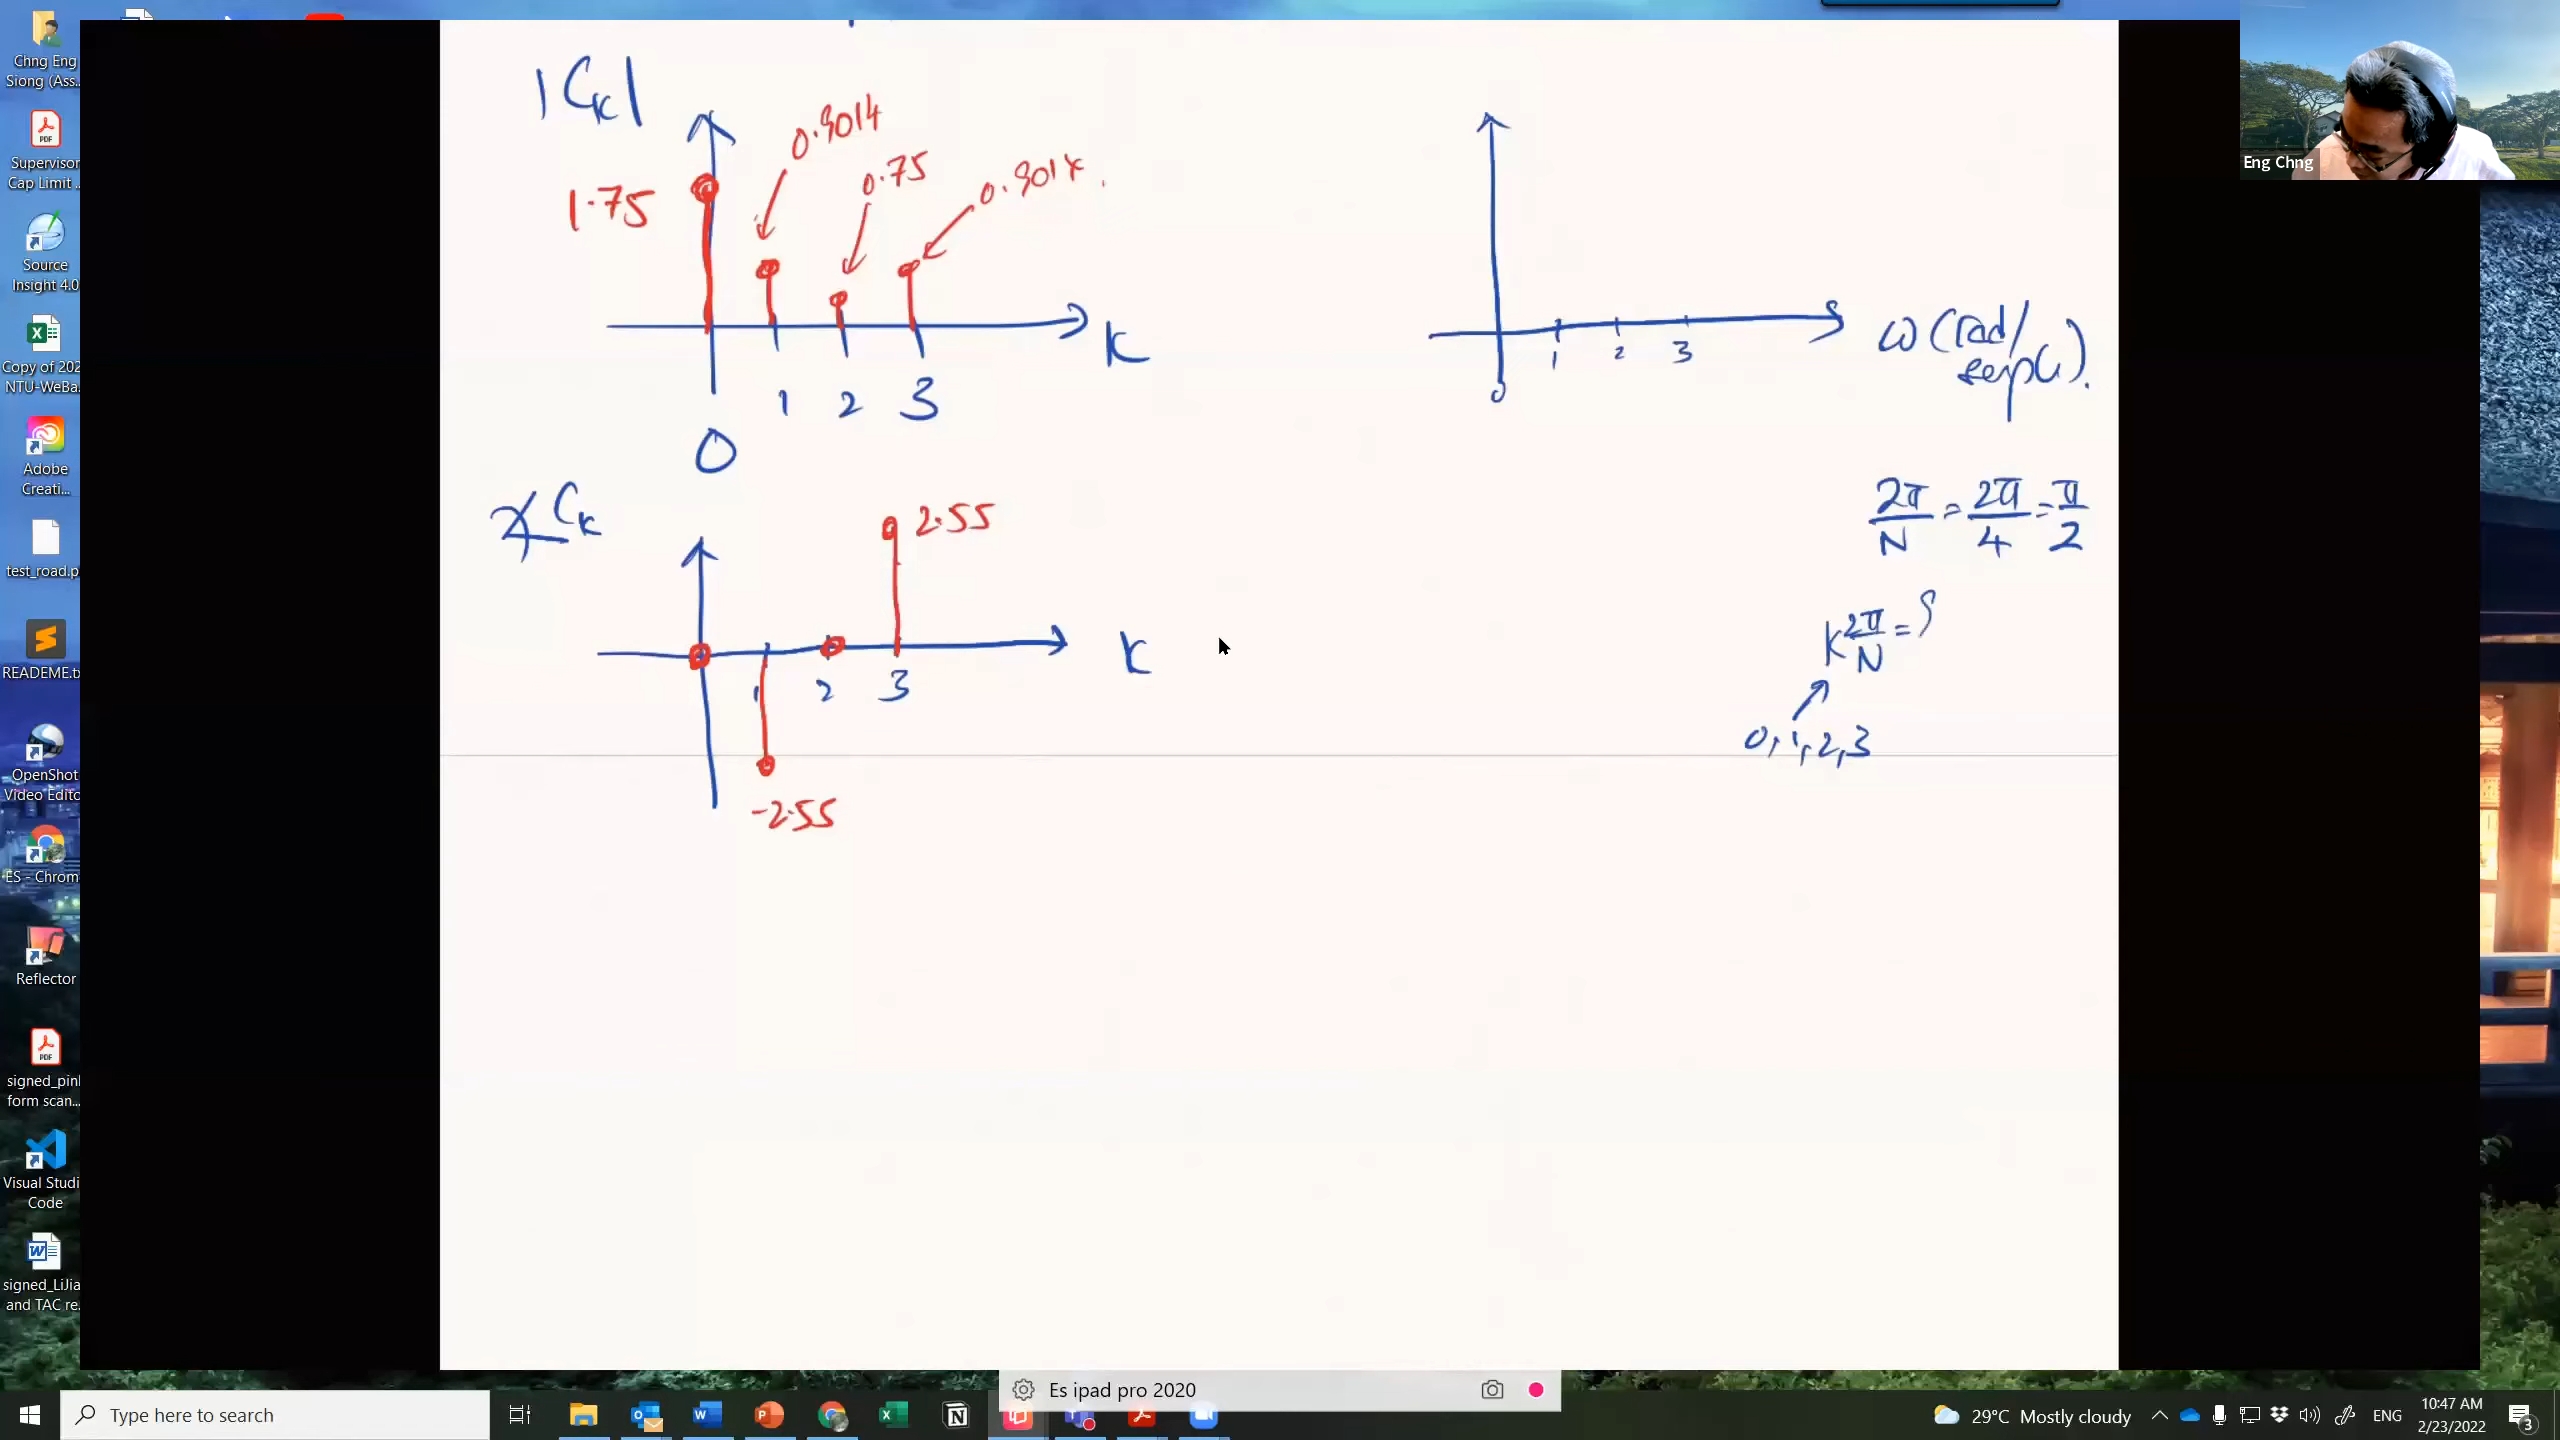 Chng Eng
Siong (Ass...
Supervisor
Cap Limit ...
Source
Insight 4.0
Copy of 202
NTU-WeBa...
Adobe
Creati...
test_road.p
READEME.t
OpenShot
Video Edito
ES - Chrom
Reflector
signed_pin
form scan...
Visual Studi
Code
signed_LiJia
and TAC re...
Eng Chng
|Ck|
1.75
0.9014
0.75
0.901
1 2 3
K
0
0 1 2 3
ω (rad/
2π/N = 2π/4 = π/2
K 2π/N = ?
0, 1, 2, 3
∡Ck
2.55
1 2 3
K
-2.55
Es ipad pro 2020
Type here to search
29°C Mostly cloudy
ENG
10:47 AM
2/23/2022
3